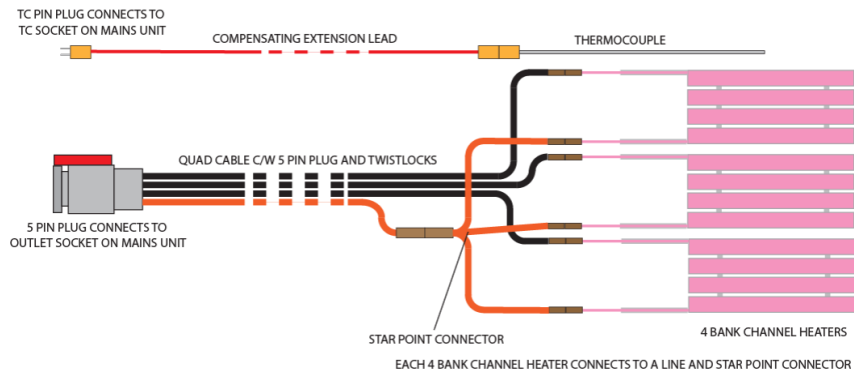 TC PIN PLUG CONNECTS TO
TC SOCKET ON MAINS UNIT
COMPENSATING EXTENSION LEAD
THERMOCOUPLE
QUAD CABLE C/W 5 PIN PLUG AND TWISTLOCKS
5 PIN PLUG CONNECTS TO
OUTLET SOCKET ON MAINS UNIT
STAR POINT CONNECTOR
4 BANK CHANNEL HEATERS
EACH 4 BANK CHANNEL HEATER CONNECTS TO A LINE AND STAR POINT CONNECTOR